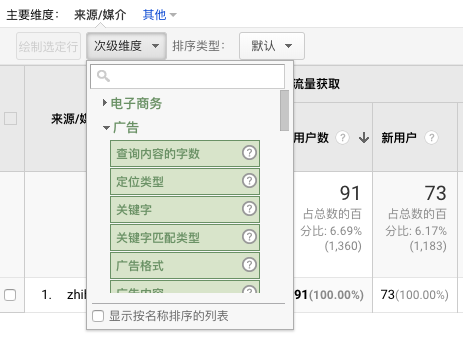 主要维度： 来源/媒介 其他
绘制选定行 次级维度 排序类型： 默认
流量获取
来源/媒
用户数 ? 新用户 ?
电子商务
广告
查询内容的字数 ?
定位类型 ?
关键字 ?
关键字匹配类型 ?
广告格式 ?
广告内容
91 73
占总数的百 占总数的百
分比: 6.69% 分比: 6.17%
(1,360) (1,183)
1. zhib 91(100.00%) 73(100.00%)
显示按名称排序的列表